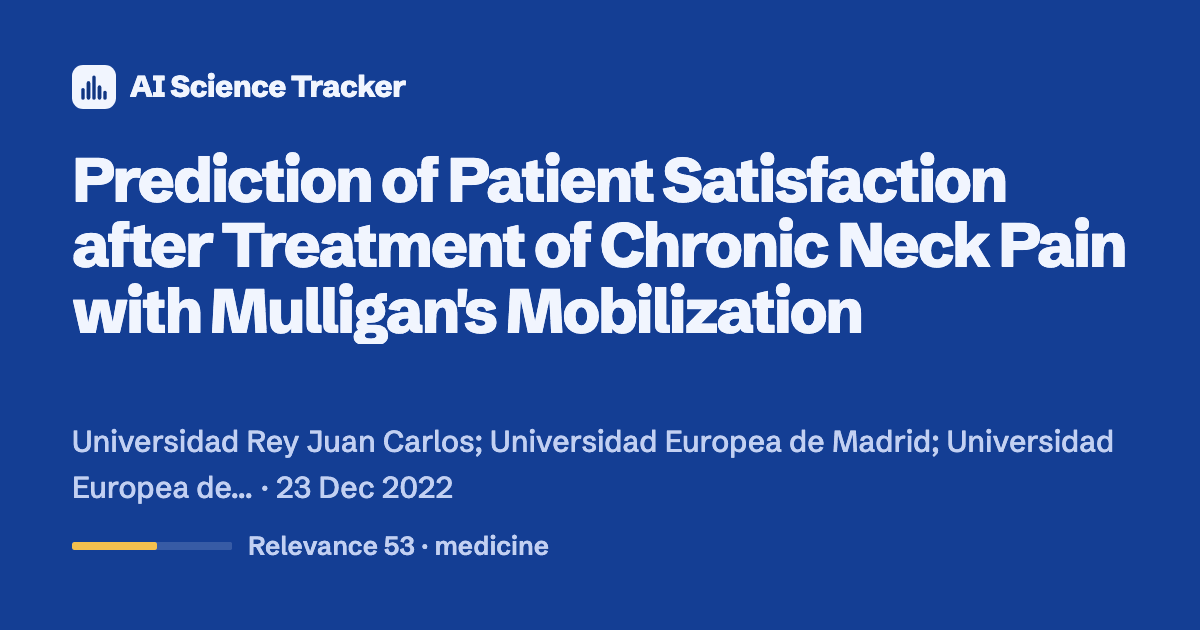 AI Science Tracker
Prediction of Patient Satisfaction
after Treatment of Chronic Neck Pain
with Mulligan's Mobilization
Universidad Rey Juan Carlos; Universidad Europea de Madrid; Universidad
Europea de... · 23 Dec 2022
Relevance 53 · medicine